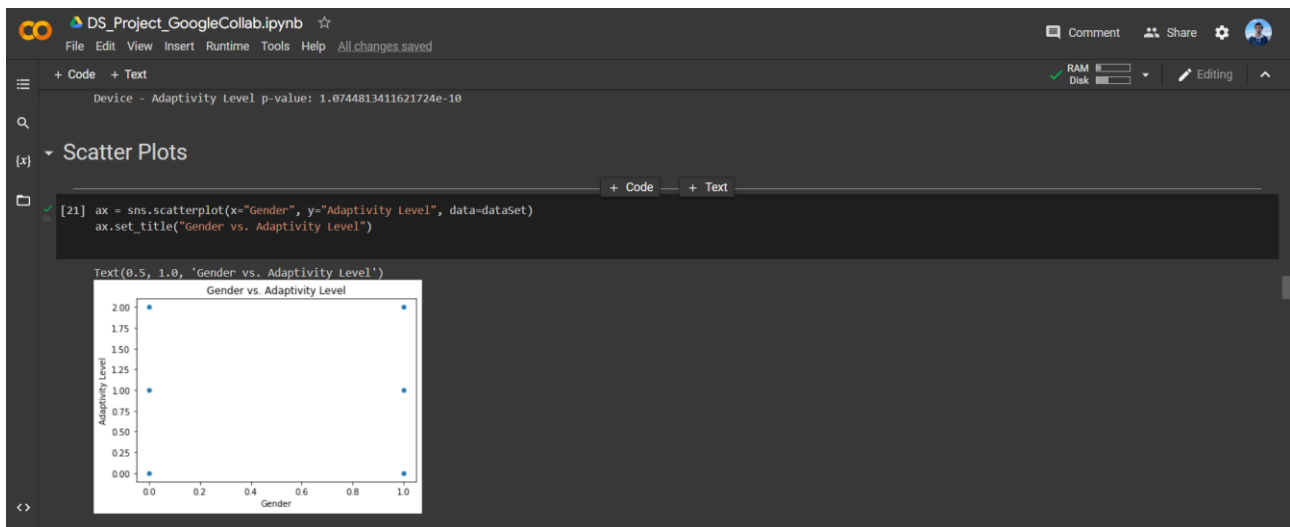 DS_Project_GoogleCollab.ipynb
File Edit View Insert Runtime Tools Help All changes saved
Comment Share
+ Code + Text
RAM
Disk
Editing
Device - Adaptivity Level p-value: 1.0744813411621724e-10
{x}
Scatter Plots
+ Code + Text
[21] ax = sns.scatterplot(x="Gender", y="Adaptivity Level", data=dataSet)
ax.set_title("Gender vs. Adaptivity Level")
Text(0.5, 1.0, 'Gender vs. Adaptivity Level')
Gender vs. Adaptivity Level
Adaptivity Level
2.00
1.75
1.50
1.25
1.00
0.75
0.50
0.25
0.00
0.0 0.2 0.4 0.6 0.8 1.0
Gender
<>